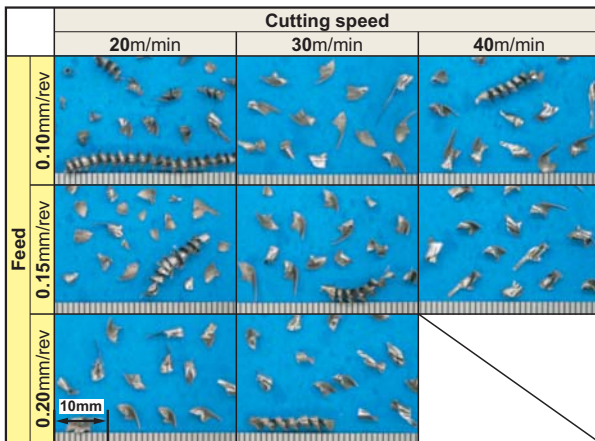 Cutting speed
20m/min
30m/min
40m/min
Feed
0.10mm/rev
0.15mm/rev
0.20mm/rev
10mm